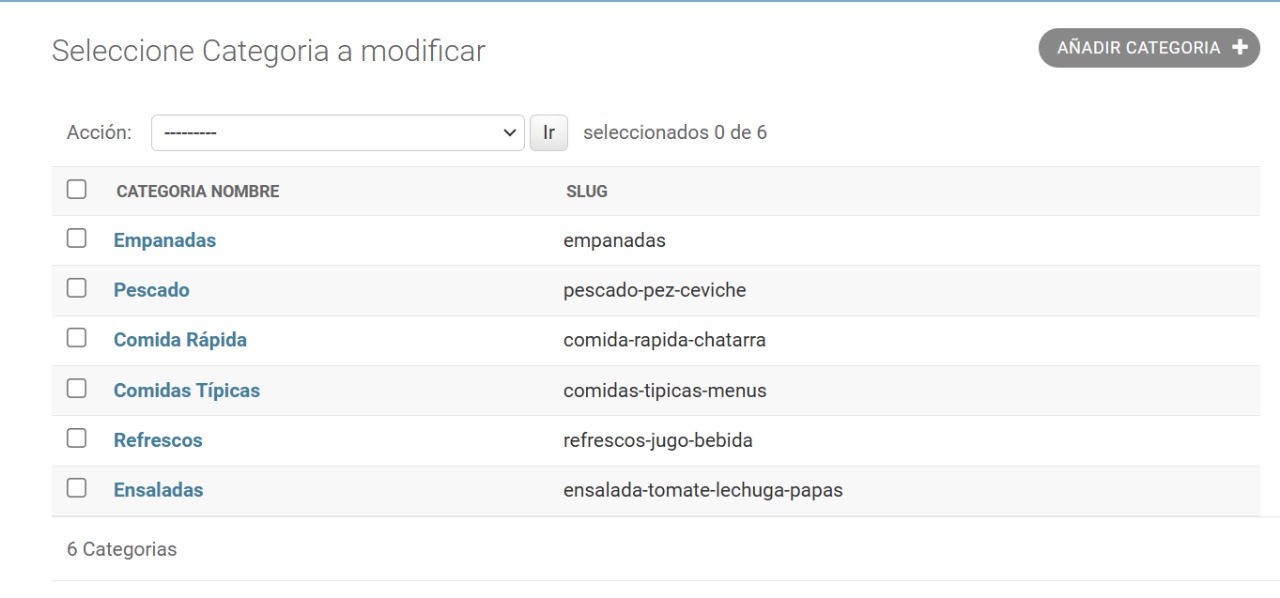 Seleccione Categoria a modificar
AÑADIR CATEGORIA +
Acción: --------- Ir seleccionados 0 de 6
CATEGORIA NOMBRE SLUG
Empanadas empanadas
Pescado pescado-pez-ceviche
Comida Rápida comida-rapida-chatarra
Comidas Típicas comidas-tipicas-menus
Refrescos refrescos-jugo-bebida
Ensaladas ensalada-tomate-lechuga-papas
6 Categorias